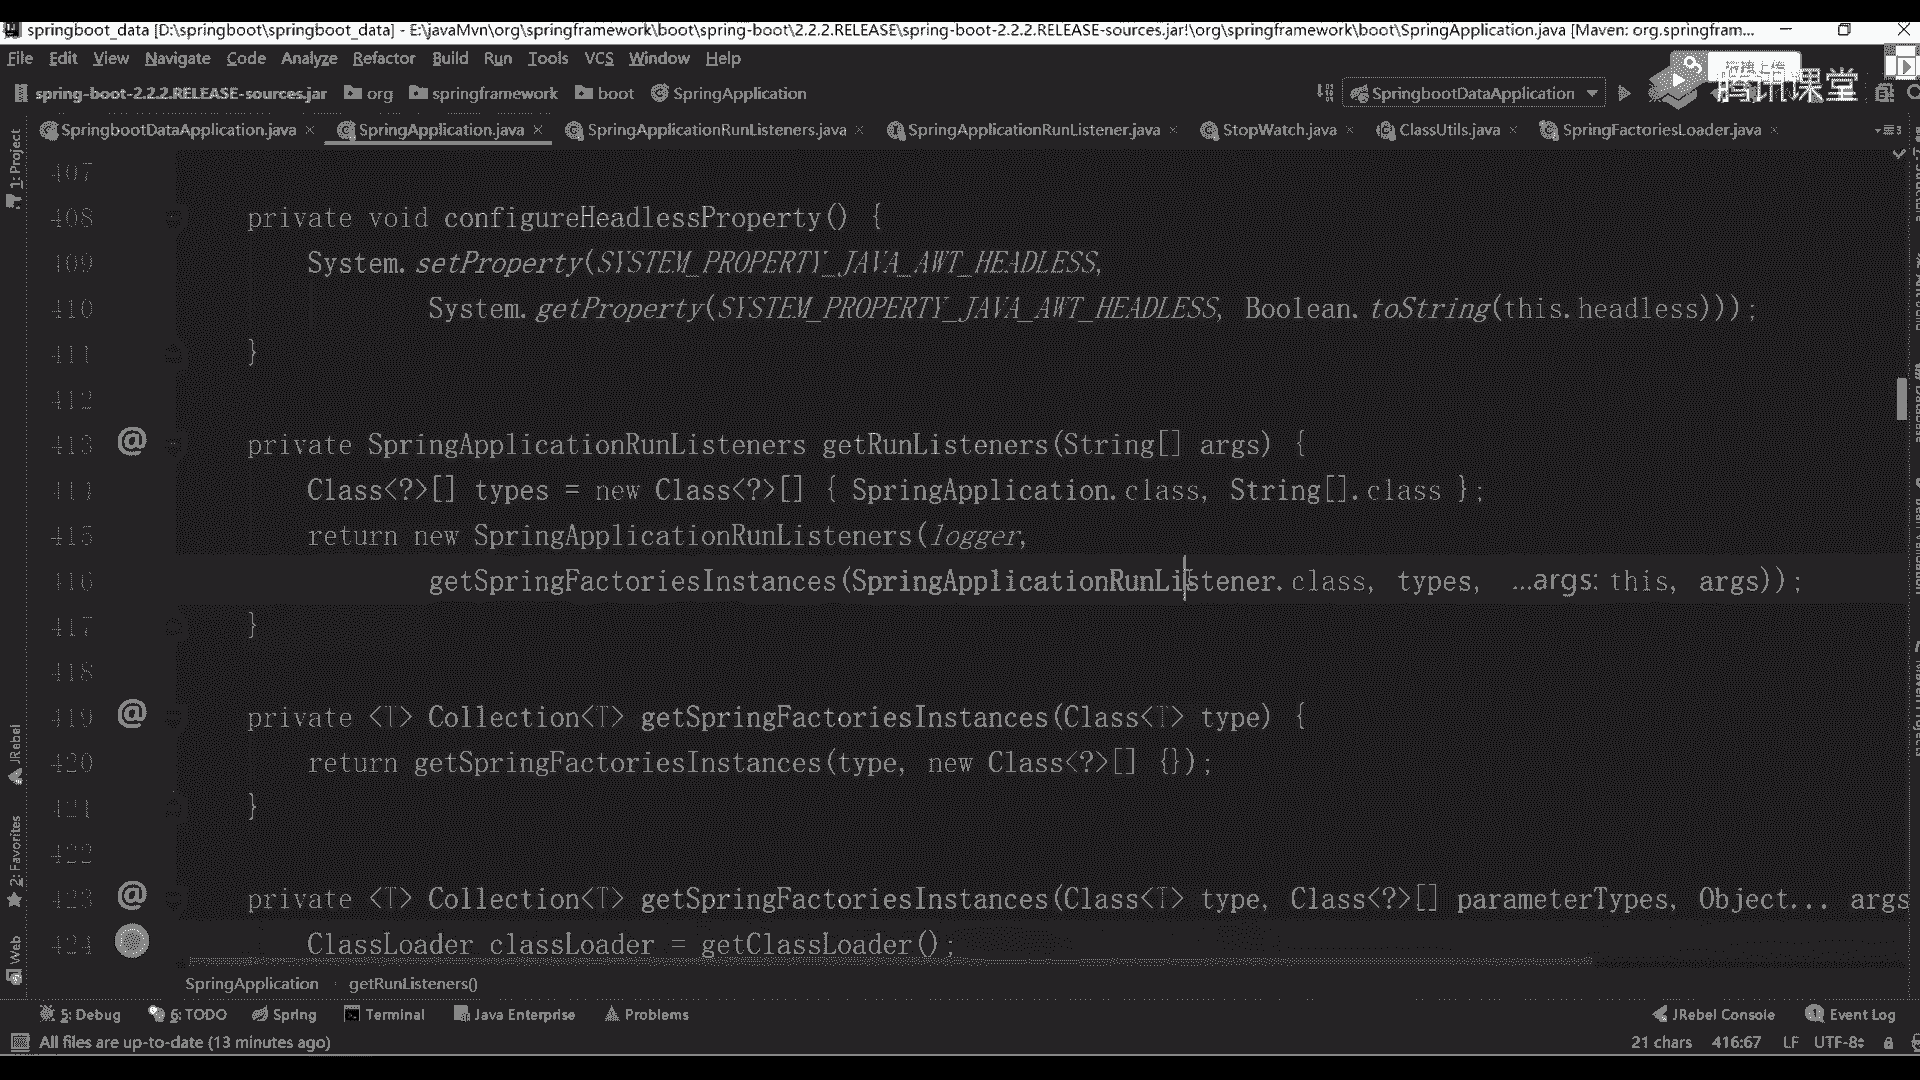 springboot_data [D:\springboot\springboot_data] - E:\javaMvn\org\springframework\boot\spring-boot\2.2.2.RELEASE\spring-boot-2.2.2.RELEASE-sources.jar!\org\springframework\boot\SpringApplication.java [Maven: org.springfram...
File Edit View Navigate Code Analyze Refactor Build Run Tools VCS Window Help
spring-boot-2.2.2.RELEASE-sources.jar org springframework boot SpringApplication SpringbootDataApplication
腾讯课堂
SpringbootDataApplication.java SpringApplication.java SpringApplicationRunListeners.java SpringApplicationRunListener.java StopWatch.java ClassUtils.java SpringFactoriesLoader.java
1: Project
407
408 private void configureHeadlessProperty() {
409 System.setProperty(SYSTEM_PROPERTY_JAVA_AWT_HEADLESS,
410 System.getProperty(SYSTEM_PROPERTY_JAVA_AWT_HEADLESS, Boolean.toString(this.headless)));
411 }
412
413 @ private SpringApplicationRunListeners getRunListeners(String[] args) {
414 Class<?>[] types = new Class<?>[] { SpringApplication.class, String[].class };
415 return new SpringApplicationRunListeners(logger,
416 getSpringFactoriesInstances(SpringApplicationRunListener.class, types, ...args: this, args));
417 }
418
419 @ private <T> Collection<T> getSpringFactoriesInstances(Class<T> type) {
420 return getSpringFactoriesInstances(type, new Class<?>[] {});
421 }
422
423 @ private <T> Collection<T> getSpringFactoriesInstances(Class<T> type, Class<?>[] parameterTypes, Object... args
424 ClassLoader classLoader = getClassLoader();
JRebel
2: Favorites
Web
SpringApplication getRunListeners()
5: Debug 6: TODO Spring Terminal Java Enterprise Problems JRebel Console Event Log
All files are up-to-date (13 minutes ago) 21 chars 416:67 LF UTF-8